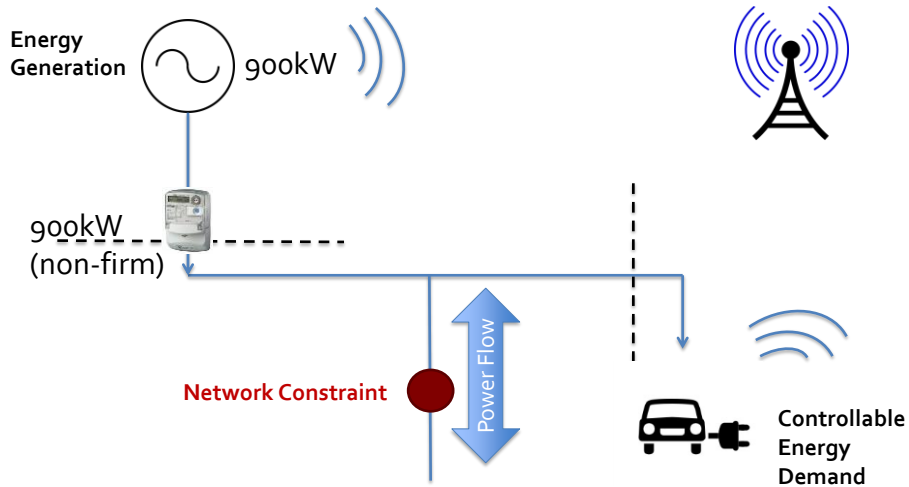 Energy
Generation
900kW
900kW
(non-firm)
Power Flow
Network Constraint
Controllable
Energy
Demand